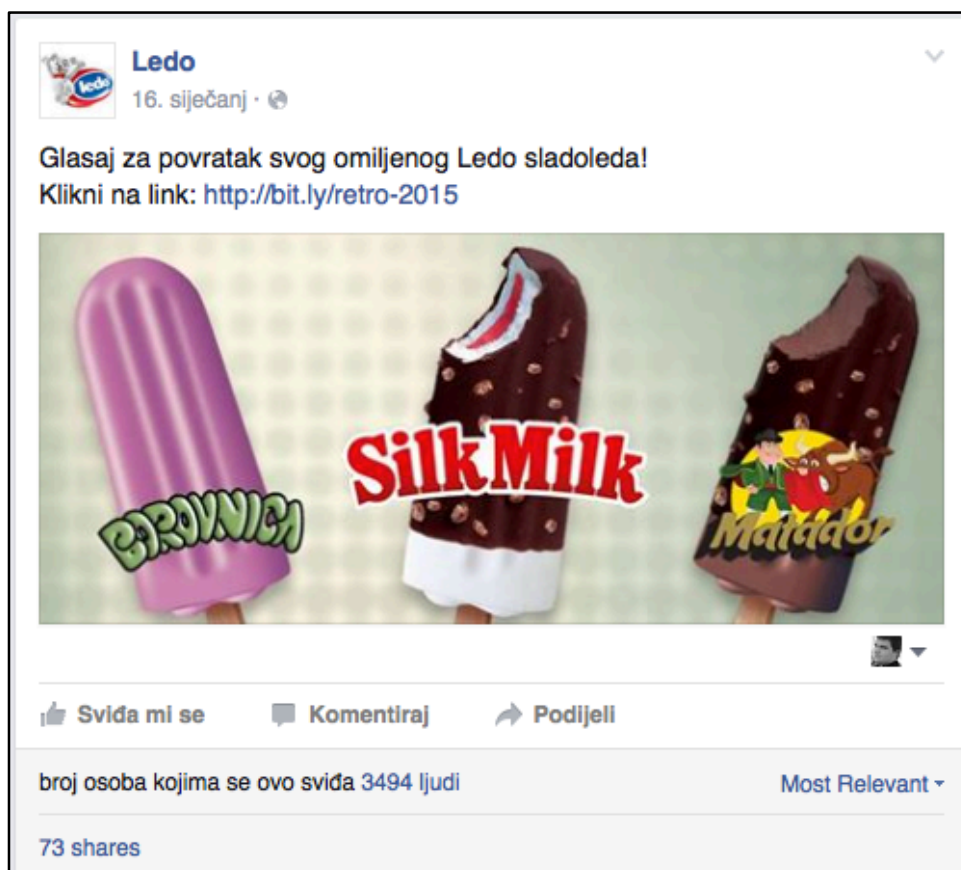 ledo
Ledo
16. siječanj ·
Glasaj za povratak svog omiljenog Ledo sladoleda!
Klikni na link: http://bit.ly/retro-2015
BOROVNICA
SilkMilk
Matador
Sviđa mi se Komentiraj Podijeli
broj osoba kojima se ovo sviđa 3494 ljudi Most Relevant
73 shares